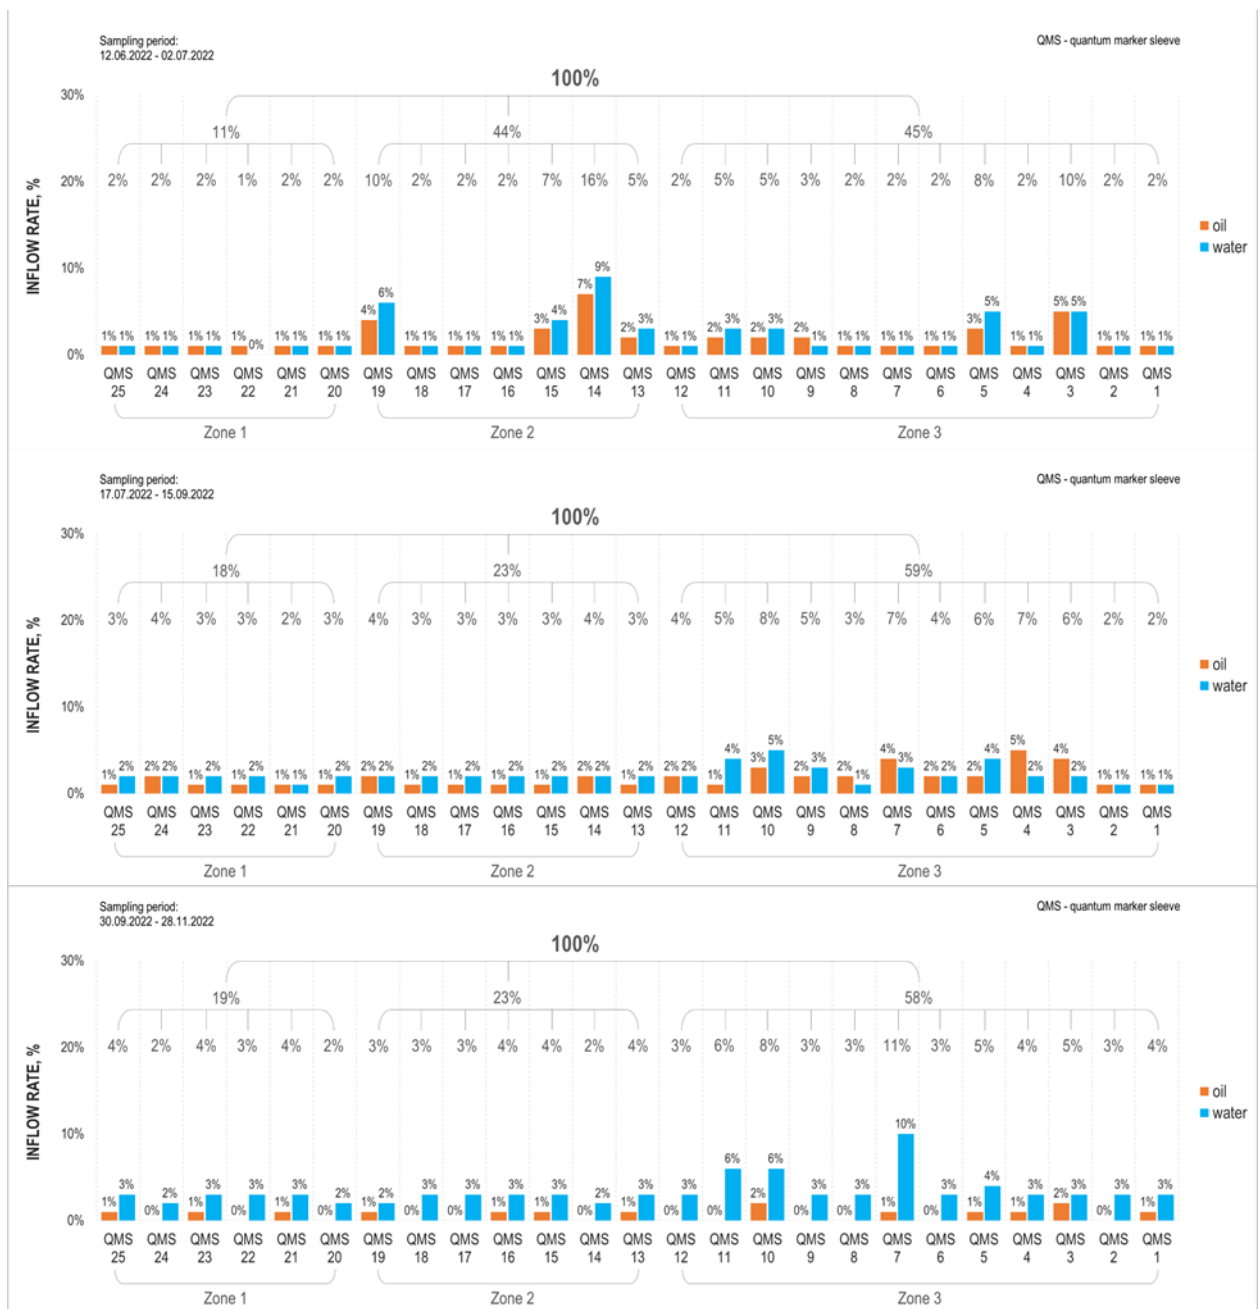 Sampling period:
12.06.2022 - 02.07.2022
QMS - quantum marker sleeve
100%
30%
11% 44% 45%
2% 2% 2% 1% 2% 2% 10% 2% 2% 2% 7% 16% 5% 2% 5% 5% 3% 2% 2% 2% 8% 2% 10% 2% 2%
20%
INFLOW RATE, %
oil
water
10%
1% 1% 1% 1% 1% 1% 1% 0% 1% 1% 1% 1% 4% 6% 1% 1% 1% 1% 1% 1% 3% 4% 7% 9% 2% 3% 1% 1% 2% 3% 2% 3% 2% 1% 1% 1% 1% 1% 1% 1% 3% 5% 1% 1% 5% 5% 1% 1% 1% 1%
0%
QMS QMS QMS QMS QMS QMS QMS QMS QMS QMS QMS QMS QMS QMS QMS QMS QMS QMS QMS QMS QMS QMS QMS QMS QMS
25 24 23 22 21 20 19 18 17 16 15 14 13 12 11 10 9 8 7 6 5 4 3 2 1
Zone 1 Zone 2 Zone 3
Sampling period:
17.07.2022 - 15.09.2022
QMS - quantum marker sleeve
100%
30%
18% 23% 59%
3% 4% 3% 3% 2% 3% 4% 3% 3% 3% 3% 4% 3% 4% 5% 8% 5% 3% 7% 4% 6% 7% 6% 2% 2%
20%
INFLOW RATE, %
oil
water
10%
1% 2% 2% 2% 1% 2% 1% 2% 1% 1% 1% 2% 2% 2% 1% 2% 1% 2% 1% 2% 1% 2% 2% 2% 1% 2% 2% 2% 1% 4% 3% 5% 2% 3% 2% 1% 4% 3% 2% 2% 2% 4% 5% 2% 4% 2% 1% 1% 1% 1%
0%
QMS QMS QMS QMS QMS QMS QMS QMS QMS QMS QMS QMS QMS QMS QMS QMS QMS QMS QMS QMS QMS QMS QMS QMS QMS
25 24 23 22 21 20 19 18 17 16 15 14 13 12 11 10 9 8 7 6 5 4 3 2 1
Zone 1 Zone 2 Zone 3
Sampling period:
30.09.2022 - 28.11.2022
QMS - quantum marker sleeve
100%
30%
19% 23% 58%
4% 2% 4% 3% 4% 2% 3% 3% 3% 4% 4% 2% 4% 3% 6% 8% 3% 3% 11% 3% 5% 4% 5% 3% 4%
20%
INFLOW RATE, %
oil
water
10%
1% 3% 0% 2% 1% 3% 0% 3% 1% 3% 0% 2% 1% 2% 0% 3% 0% 3% 1% 3% 1% 3% 0% 2% 1% 3% 0% 3% 0% 6% 2% 6% 0% 3% 0% 3% 1% 10% 0% 3% 1% 4% 1% 3% 2% 3% 0% 3% 1% 3%
0%
QMS QMS QMS QMS QMS QMS QMS QMS QMS QMS QMS QMS QMS QMS QMS QMS QMS QMS QMS QMS QMS QMS QMS QMS QMS
25 24 23 22 21 20 19 18 17 16 15 14 13 12 11 10 9 8 7 6 5 4 3 2 1
Zone 1 Zone 2 Zone 3